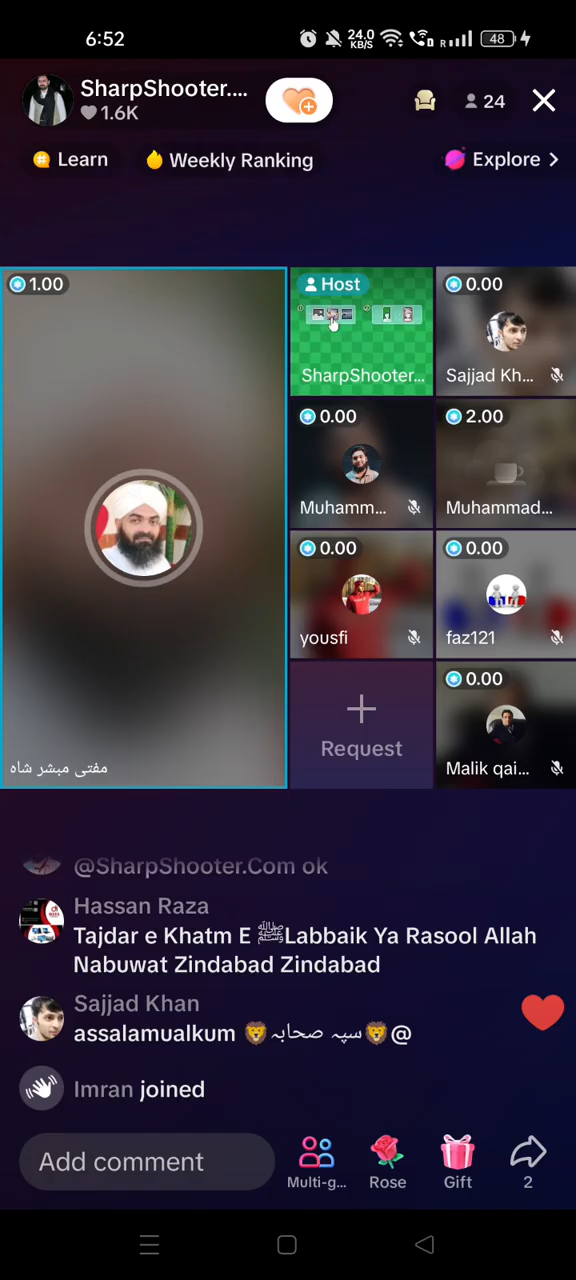 6:52
24.0
KB/S
R
48
SharpShooter....
1.6K
24
Learn
Weekly Ranking
Explore >
1.00
Host
SharpShooter...
0.00
Sajjad Kh...
0.00
Muhamm...
2.00
Muhammad...
0.00
yousfi
0.00
faz121
Request
0.00
Malik qai...
مفتی مبشر شاہ
@SharpShooter.Com ok
Hassan Raza
Tajdar e Khatm E ﷺLabbaik Ya Rasool Allah
Nabuwat Zindabad Zindabad
Sajjad Khan
assalamualkum 🦁سپہ صحابہ🦁@
Imran joined
Add comment
Multi-g...
Rose
Gift
2